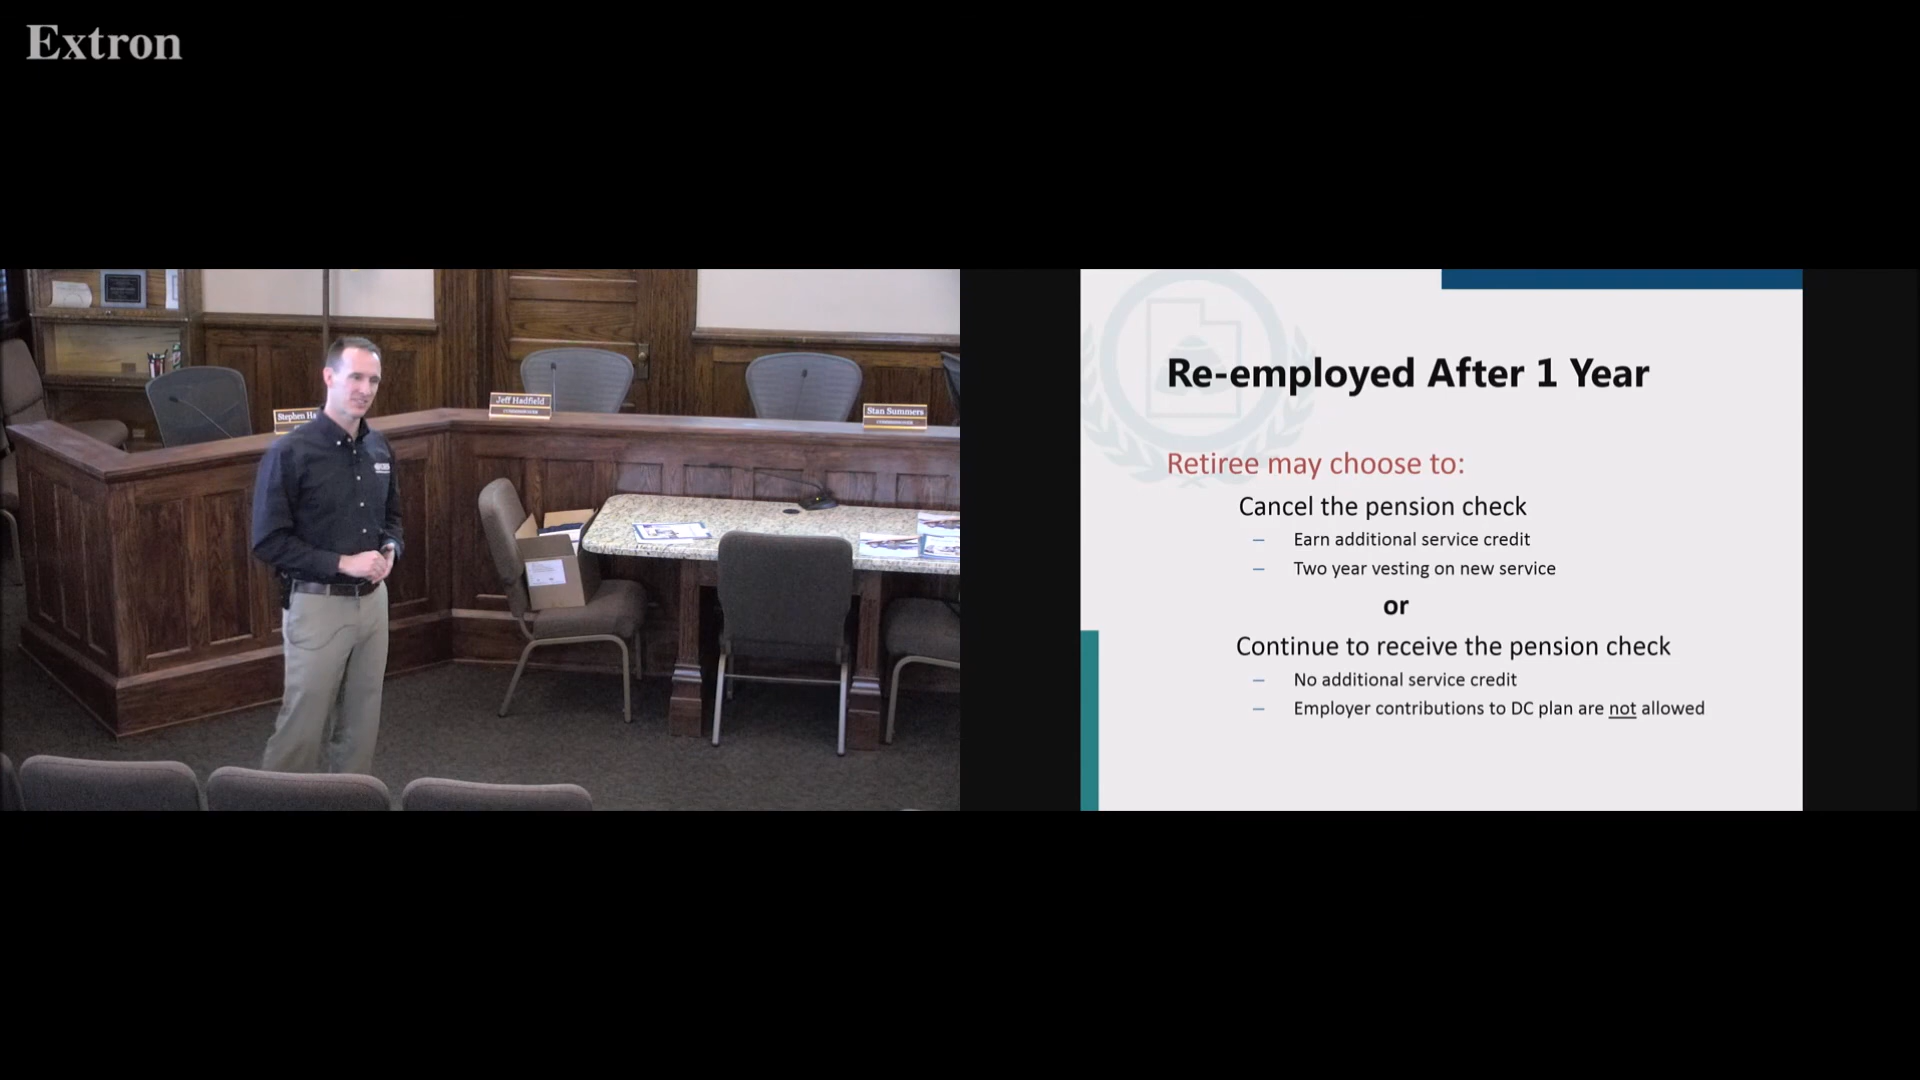 Extron
Stephen Ha
Jeff Hadfield
COMMISSIONER
Stan Summers
COMMISSIONER
Re-employed After 1 Year
Retiree may choose to:
Cancel the pension check
– Earn additional service credit
– Two year vesting on new service
or
Continue to receive the pension check
– No additional service credit
– Employer contributions to DC plan are not allowed